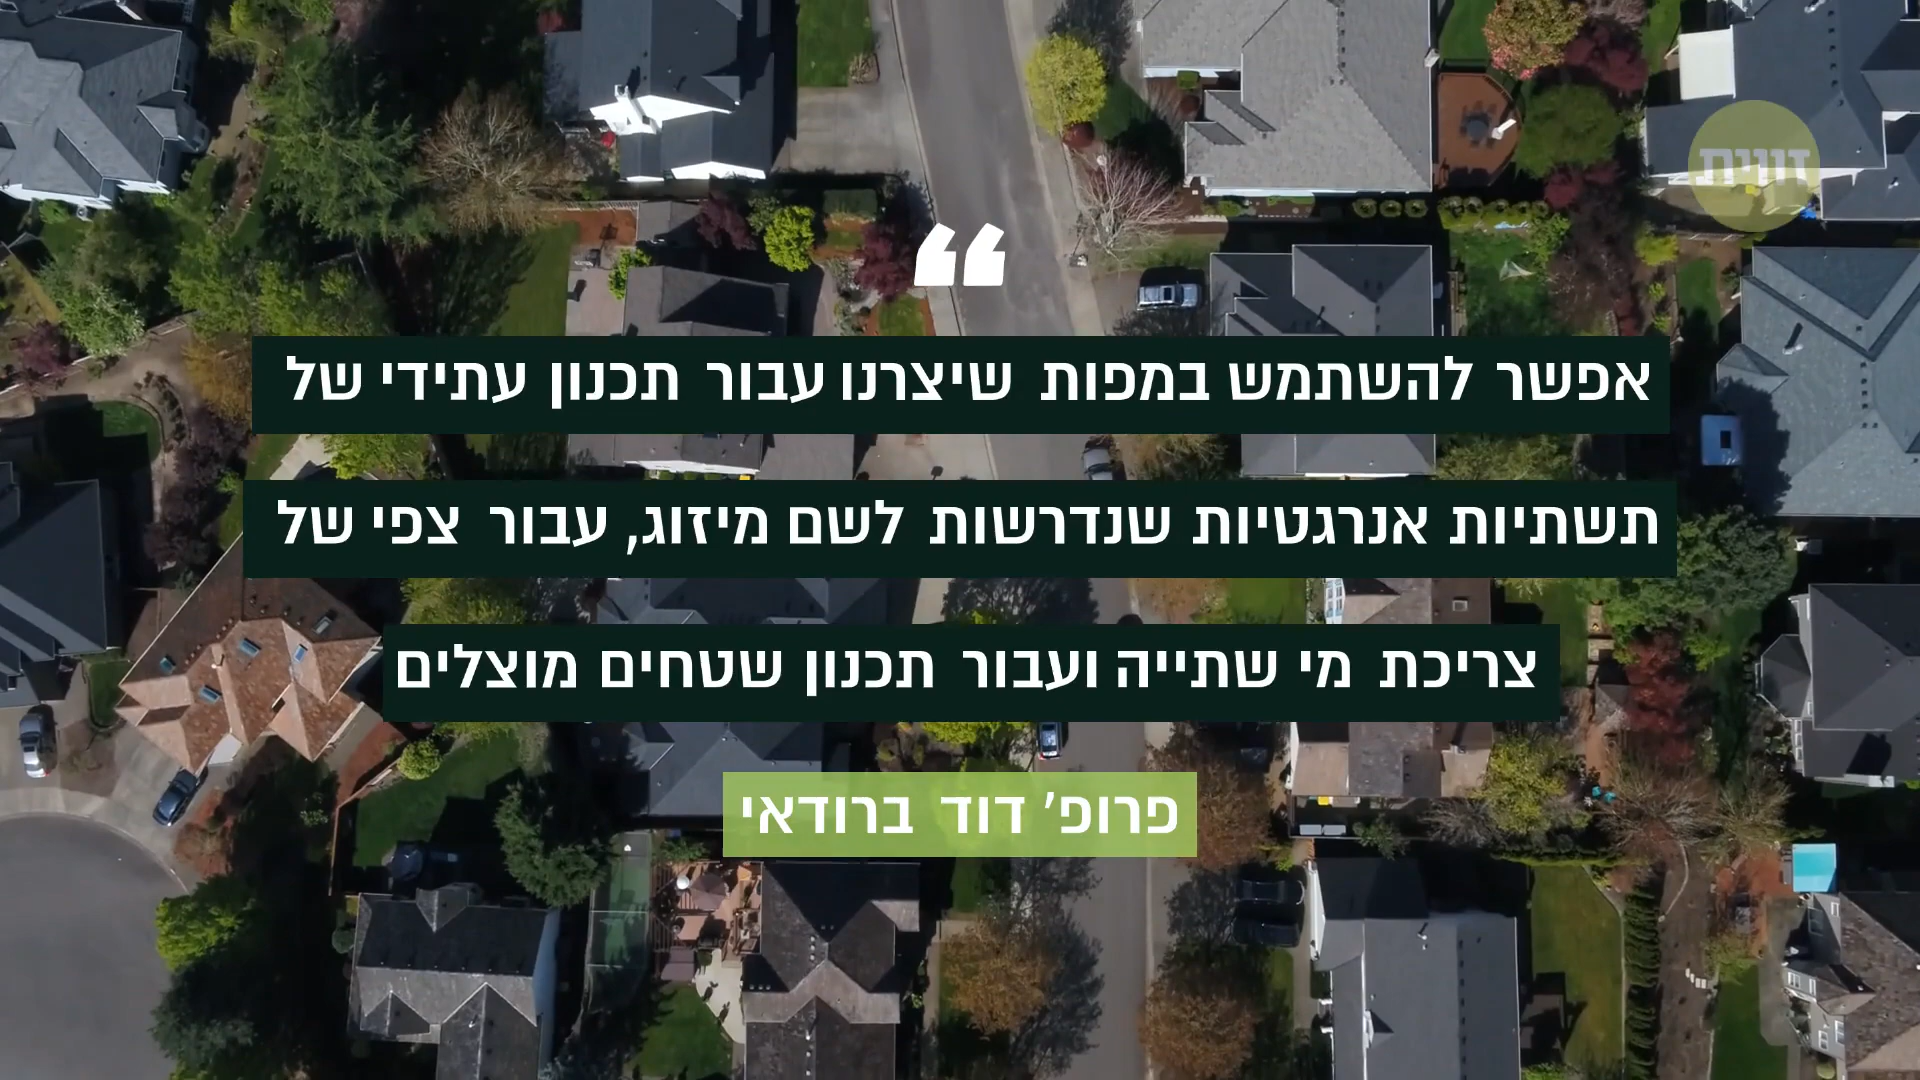 זווית
“
אפשר להשתמש במפות שיצרנו עבור תכנון עתידי של
תשתיות אנרגטיות שנדרשות לשם מיזוג, עבור צפי של
צריכת מי שתייה ועבור תכנון שטחים מוצלים
פרופ' דוד ברודאי